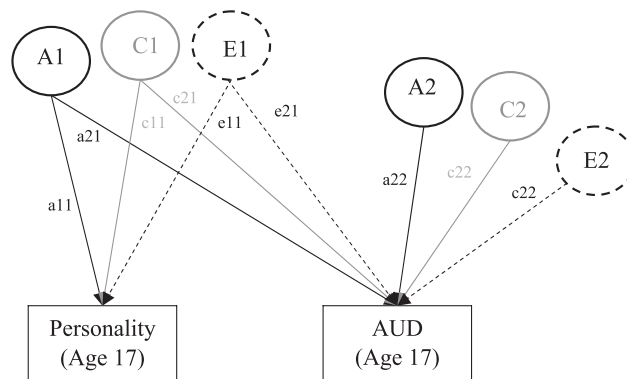 A1
C1
E1
A2
C2
E2
a21
c11
c21
e11
e21
a11
a22
c22
c22
Personality
(Age 17)
AUD
(Age 17)